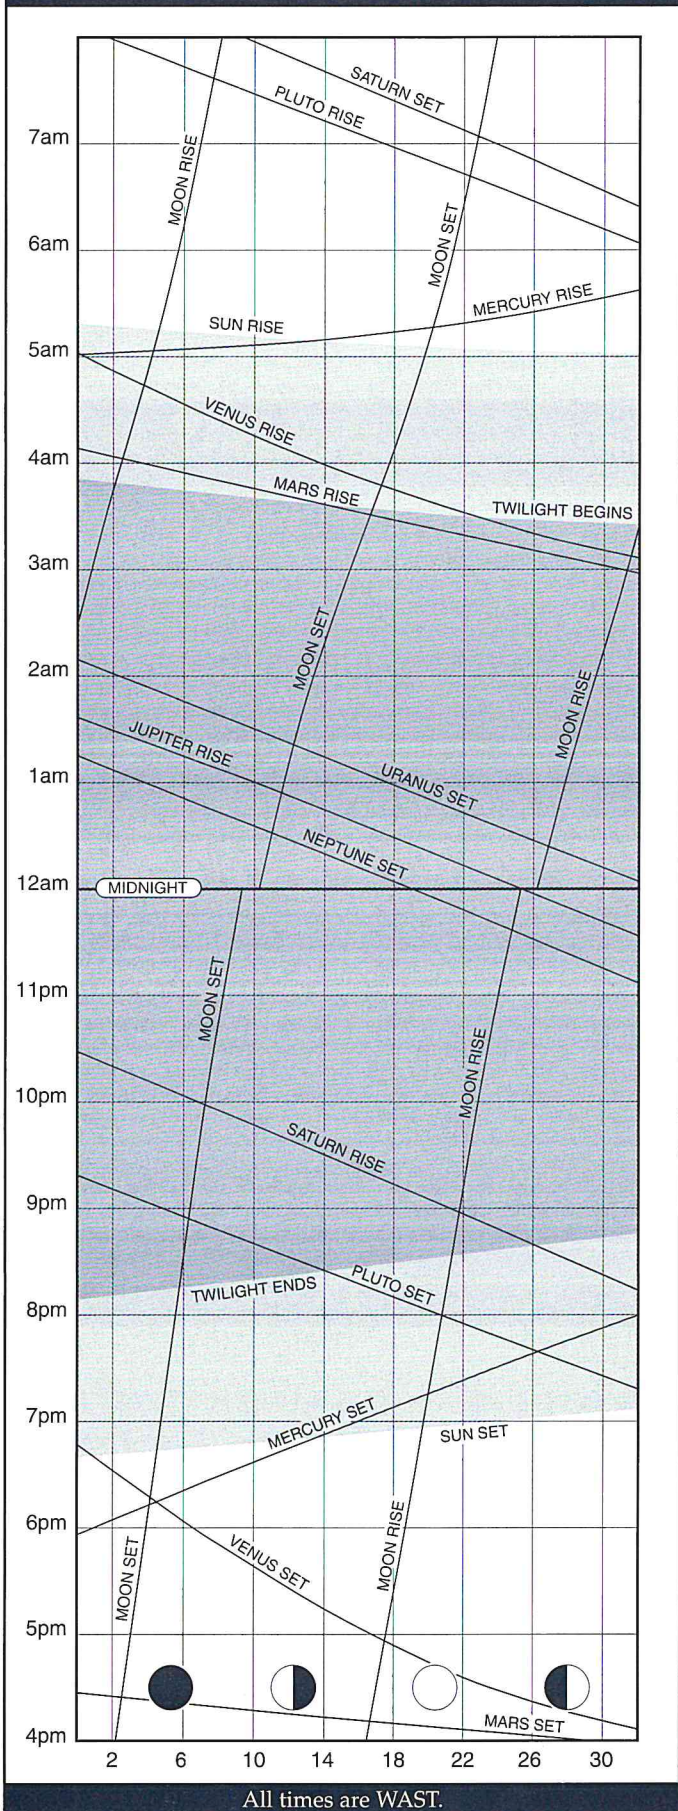 SATURN SET
PLUTO RISE
7am
MOON RISE
MOON SET
6am
MERCURY RISE
SUN RISE
5am
VENUS RISE
4am
MARS RISE
TWILIGHT BEGINS
3am
MOON SET
2am
MOON RISE
JUPITER RISE
URANUS SET
1am
NEPTUNE SET
12am
MIDNIGHT
MOON SET
11pm
MOON RISE
10pm
SATURN RISE
9pm
PLUTO SET
TWILIGHT ENDS
8pm
MERCURY SET
7pm
SUN SET
6pm
MOON RISE
VENUS SET
MOON SET
5pm
MARS SET
4pm
2 6 10 14 18 22 26 30
All times are WAST.